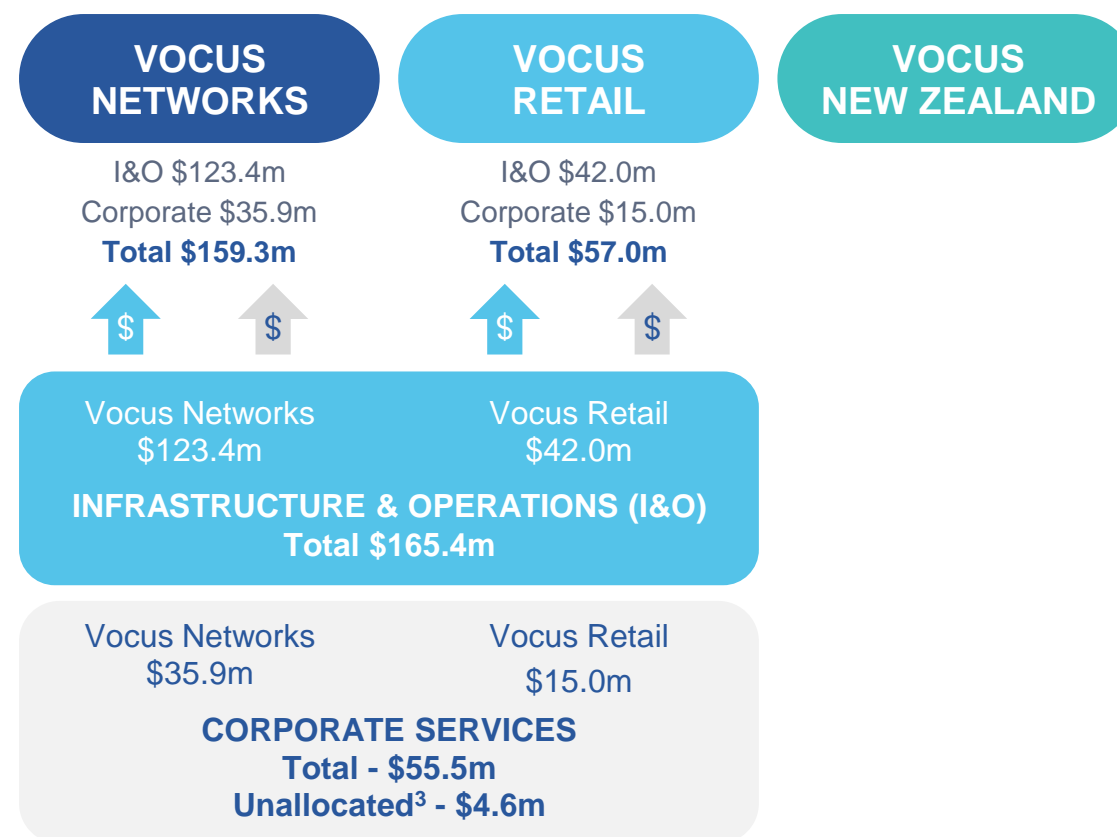 VOCUS
NETWORKS
VOCUS
RETAIL
VOCUS
NEW ZEALAND
I&O $123.4m
Corporate $35.9m
Total $159.3m
I&O $42.0m
Corporate $15.0m
Total $57.0m
$
$
$
$
Vocus Networks
$123.4m
Vocus Retail
$42.0m
INFRASTRUCTURE & OPERATIONS (I&O)
Total $165.4m
Vocus Networks
$35.9m
Vocus Retail
$15.0m
CORPORATE SERVICES
Total - $55.5m
Unallocated³ - $4.6m